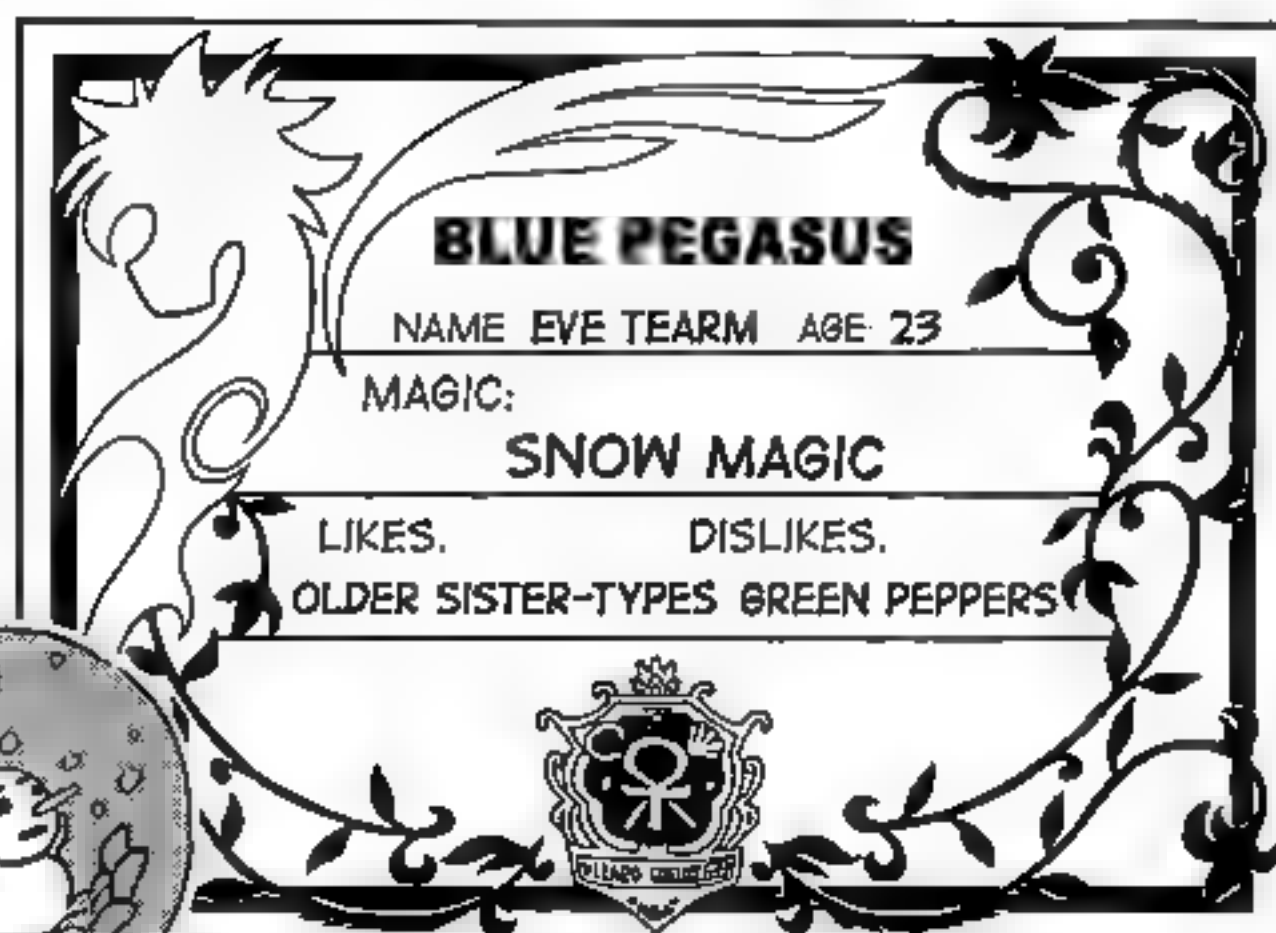 BLUE PEGASUS
NAME EVE TEARM AGE 23
MAGIC:
SNOW MAGIC
LIKES. DISLIKES.
OLDER SISTER-TYPES GREEN PEPPERS